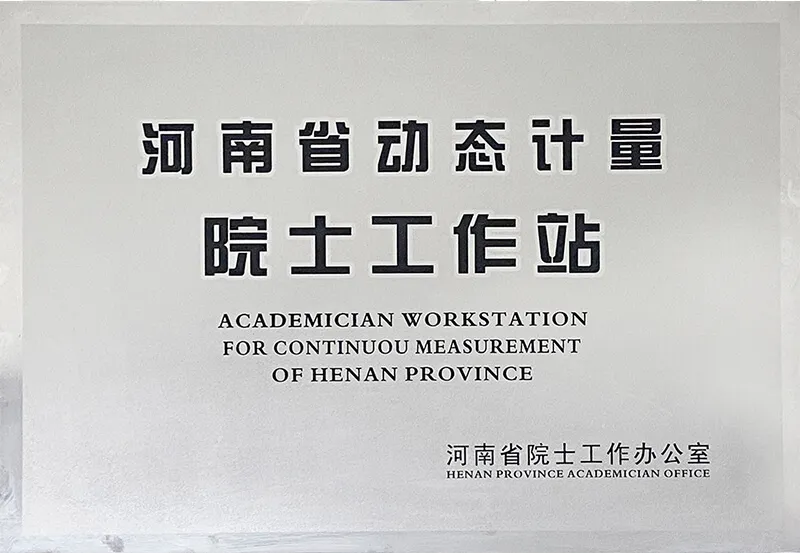 河南省动态计量
院士工作站
ACADEMICIAN WORKSTATION
FOR CONTINUOU MEASUREMENT
OF HENAN PROVINCE
河南省院士工作办公室
HENAN PROVINCE ACADEMICIAN OFFICE